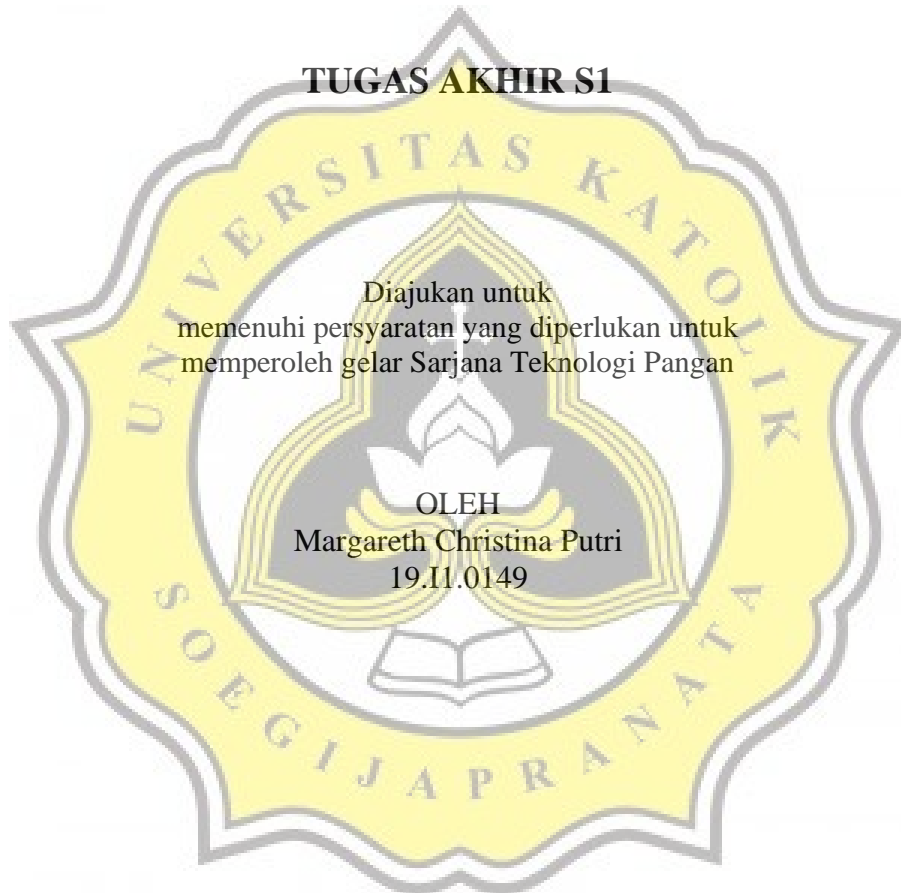 TUGAS AKHIR S1
UNIVERSITAS KATOLIK
Diajukan untuk
memenuhi persyaratan yang diperlukan untuk
memperoleh gelar Sarjana Teknologi Pangan
OLEH
Margareth Christina Putri
19.I1.0149
SOEGIJAPRANATA